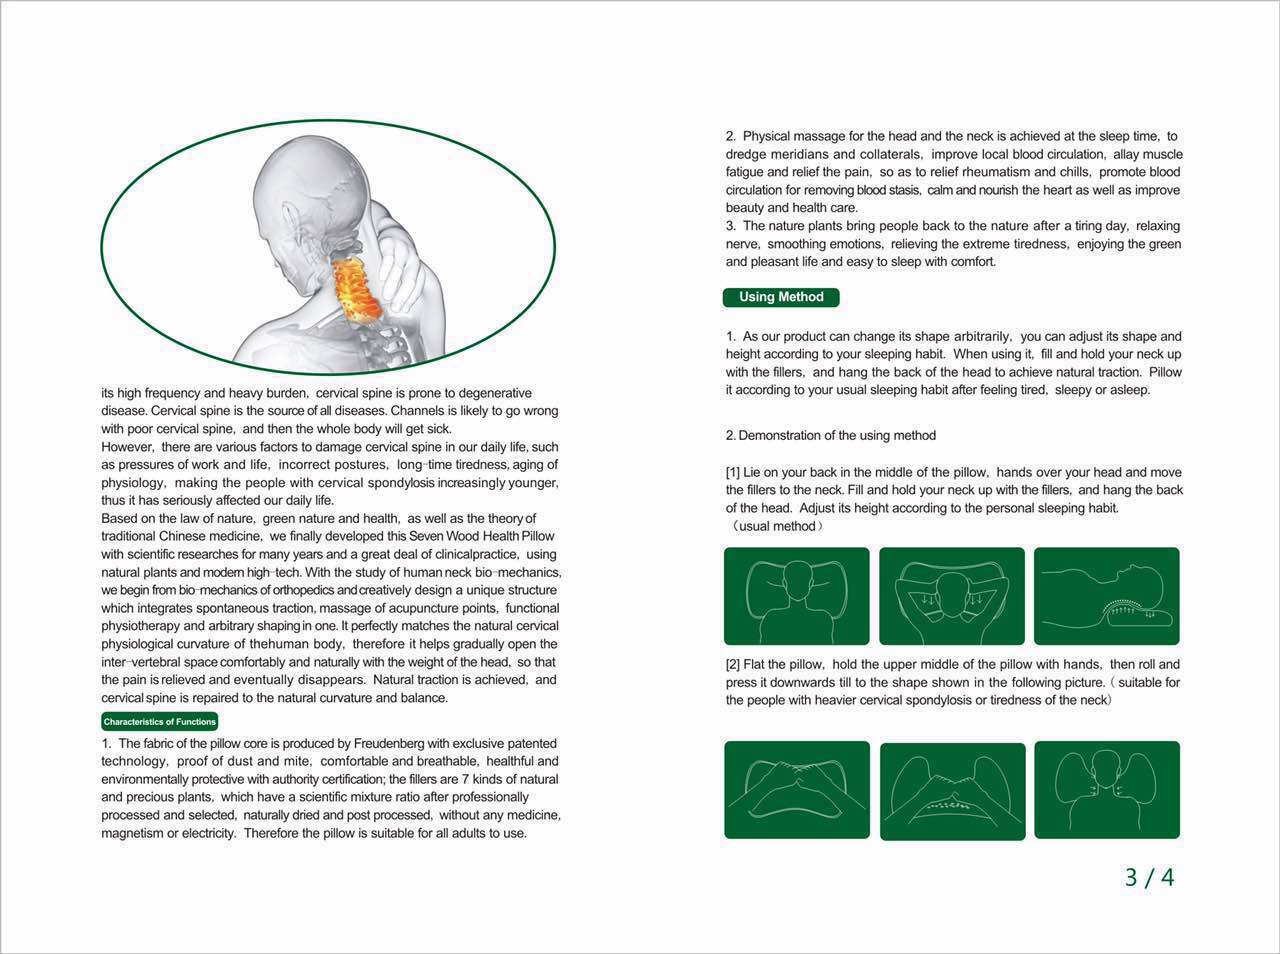 its high frequency and heavy burden, cervical spine is prone to degenerative
disease. Cervical spine is the source of all diseases. Channels is likely to go wrong
with poor cervical spine, and then the whole body will get sick.
However, there are various factors to damage cervical spine in our daily life, such
as pressures of work and life, incorrect postures, long-time tiredness, aging of
physiology, making the people with cervical spondylosis increasingly younger,
thus it has seriously affected our daily life.
Based on the law of nature, green nature and health, as well as the theory of
traditional Chinese medicine, we finally developed this Seven Wood Health Pillow
with scientific researches for many years and a great deal of clinicalpractice, using
natural plants and modern high-tech. With the study of human neck bio-mechanics,
we begin from bio-mechanics of orthopedics and creatively design a unique structure
which integrates spontaneous traction, massage of acupuncture points, functional
physiotherapy and arbitrary shaping in one. It perfectly matches the natural cervical
physiological curvature of thehuman body, therefore it helps gradually open the
inter-vertebral space comfortably and naturally with the weight of the head, so that
the pain is relieved and eventually disappears. Natural traction is achieved, and
cervical spine is repaired to the natural curvature and balance.
Characteristics of Functions
1. The fabric of the pillow core is produced by Freudenberg with exclusive patented
technology, proof of dust and mite, comfortable and breathable, healthful and
environmentally protective with authority certification; the fillers are 7 kinds of natural
and precious plants, which have a scientific mixture ratio after professionally
processed and selected, naturally dried and post processed, without any medicine,
magnetism or electricity. Therefore the pillow is suitable for all adults to use.
2. Physical massage for the head and the neck is achieved at the sleep time, to
dredge meridians and collaterals, improve local blood circulation, allay muscle
fatigue and relief the pain, so as to relief rheumatism and chills, promote blood
circulation for removing blood stasis, calm and nourish the heart as well as improve
beauty and health care.
3. The nature plants bring people back to the nature after a tiring day, relaxing
nerve, smoothing emotions, relieving the extreme tiredness, enjoying the green
and pleasant life and easy to sleep with comfort.
Using Method
1. As our product can change its shape arbitrarily, you can adjust its shape and
height according to your sleeping habit. When using it, fill and hold your neck up
with the fillers, and hang the back of the head to achieve natural traction. Pillow
it according to your usual sleeping habit after feeling tired, sleepy or asleep.
2. Demonstration of the using method
[1] Lie on your back in the middle of the pillow, hands over your head and move
the fillers to the neck. Fill and hold your neck up with the fillers, and hang the back
of the head. Adjust its height according to the personal sleeping habit.
（usual method）
[2] Flat the pillow, hold the upper middle of the pillow with hands, then roll and
press it downwards till to the shape shown in the following picture.（ suitable for
the people with heavier cervical spondylosis or tiredness of the neck）
3 / 4